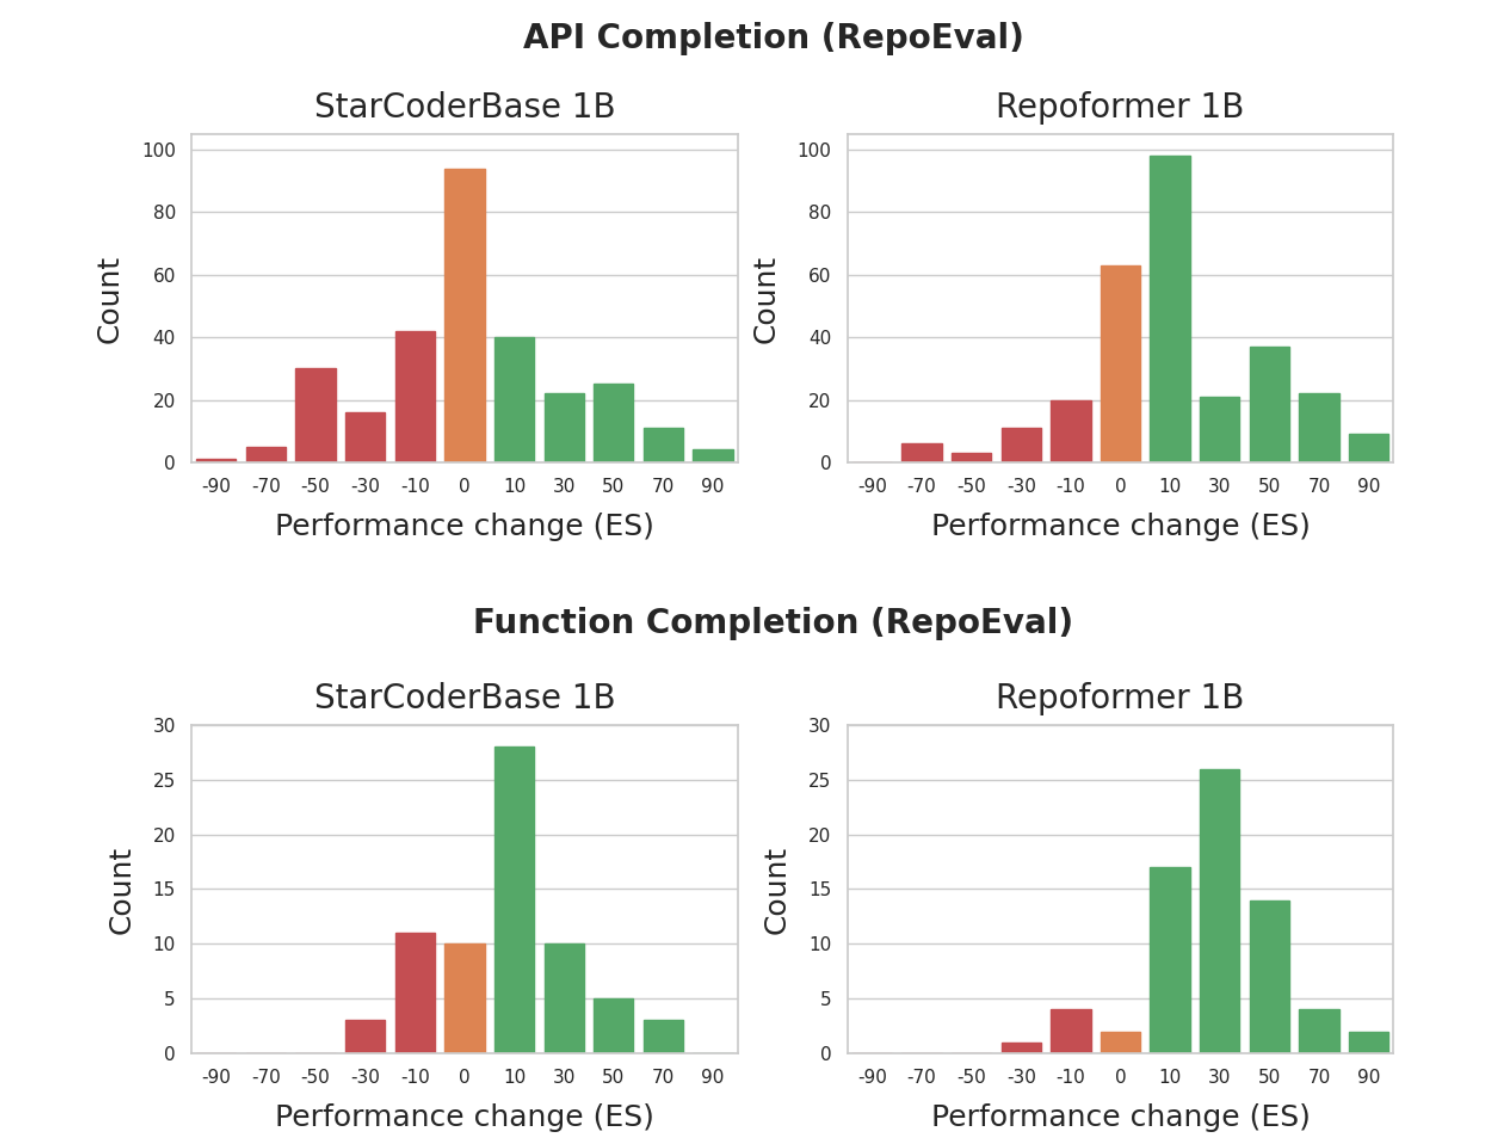 API Completion (RepoEval)
StarCoderBase 1B
Repoformer 1B
100
80
60
40
20
0
Count
-90 -70 -50 -30 -10 0 10 30 50 70 90
Performance change (ES)
100
80
60
40
20
0
Count
-90 -70 -50 -30 -10 0 10 30 50 70 90
Performance change (ES)
Function Completion (RepoEval)
StarCoderBase 1B
Repoformer 1B
30
25
20
15
10
5
0
Count
-90 -70 -50 -30 -10 0 10 30 50 70 90
Performance change (ES)
30
25
20
15
10
5
0
Count
-90 -70 -50 -30 -10 0 10 30 50 70 90
Performance change (ES)